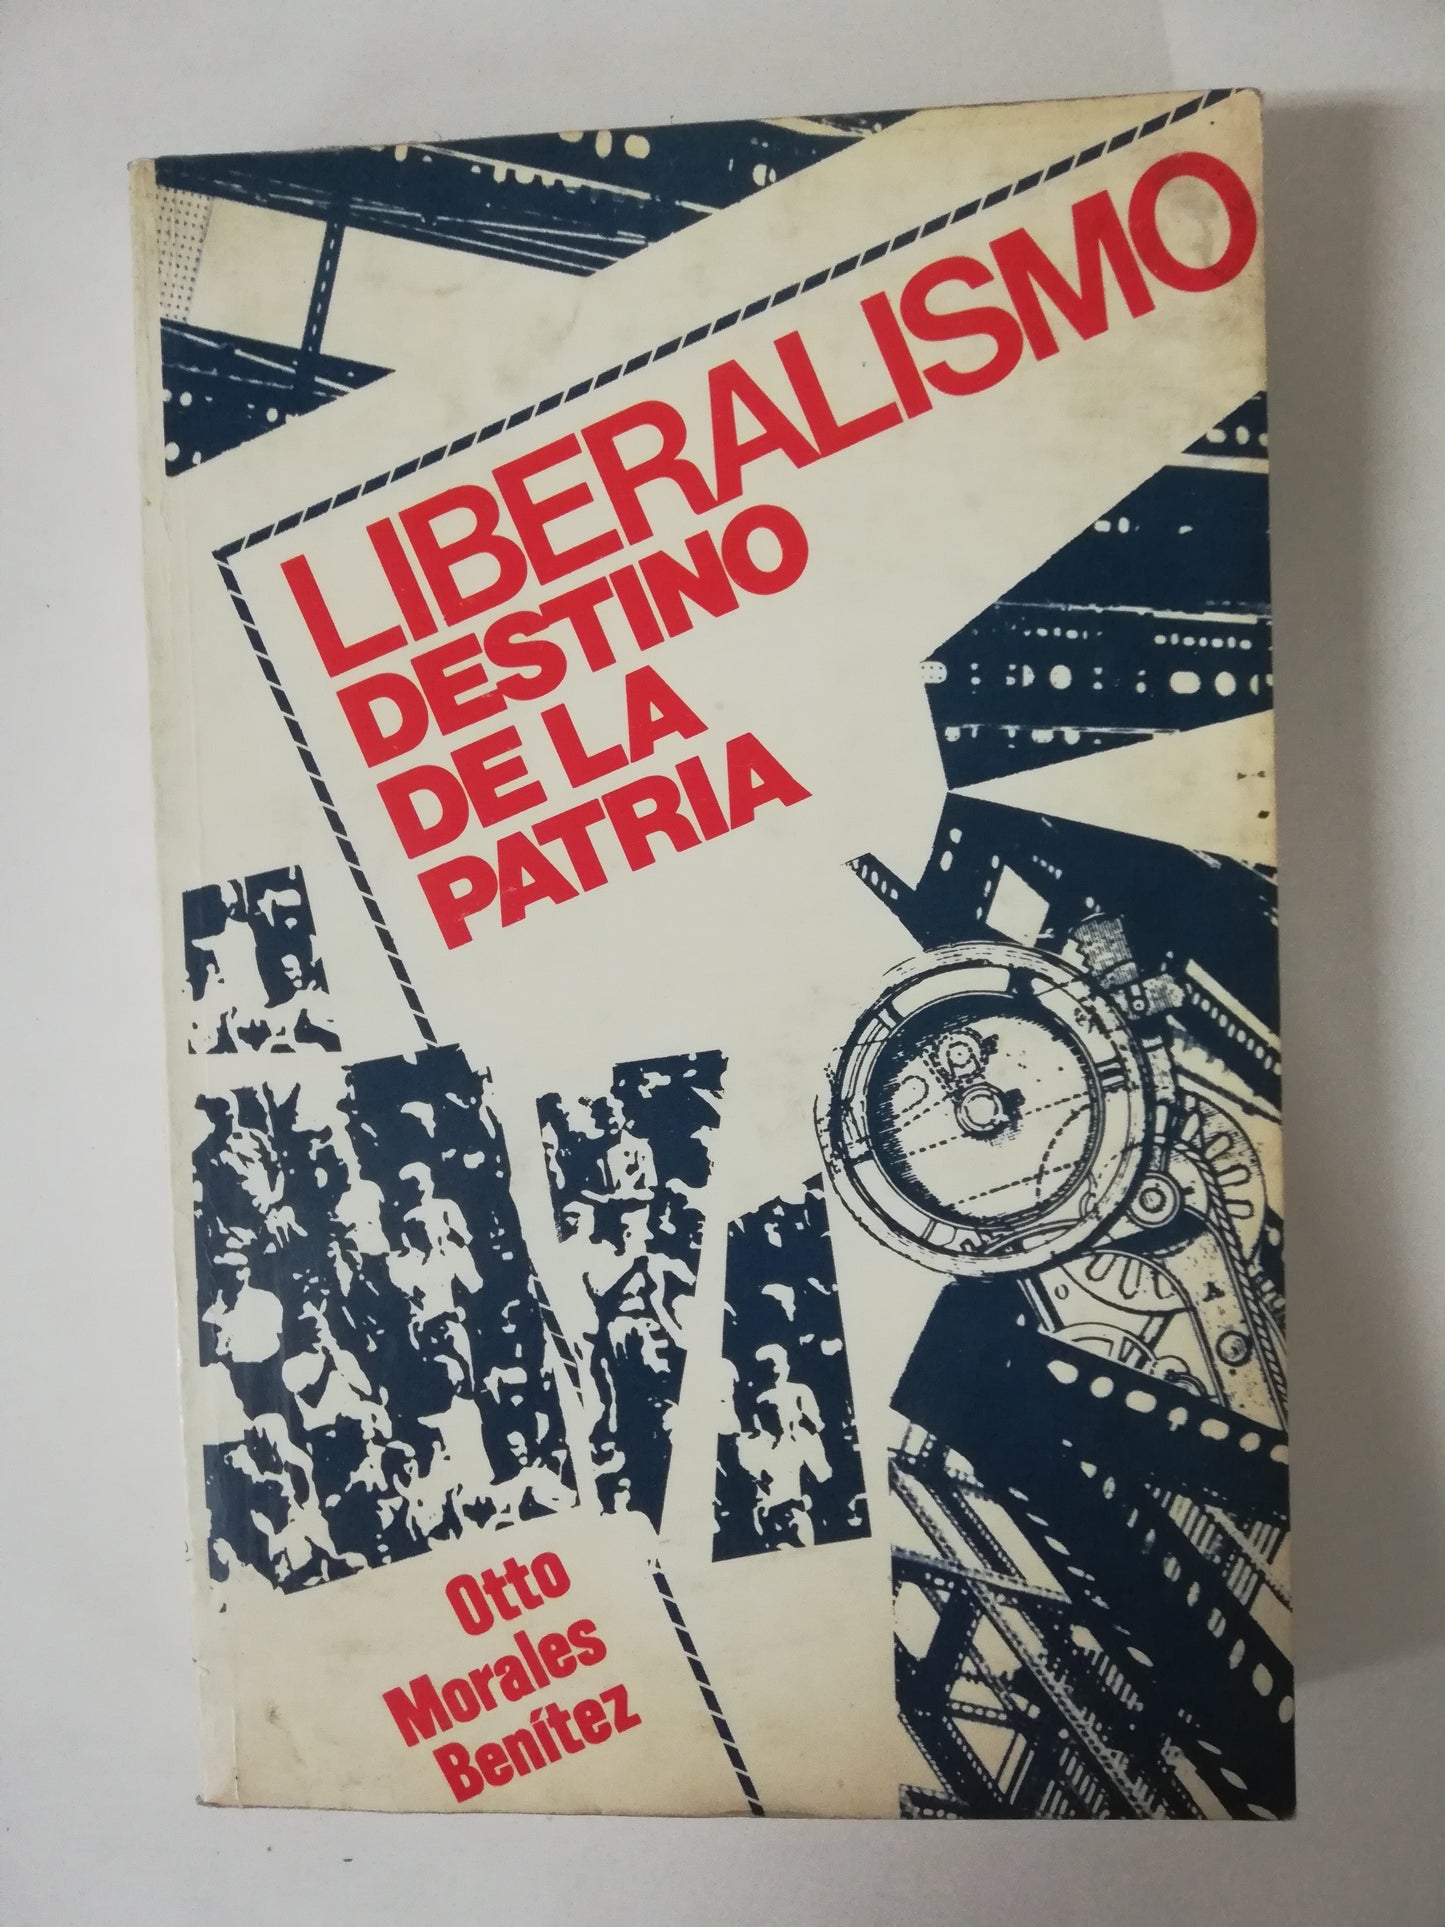 LIBERALISMO
DESTINO
DE LA
PATRIA
Otto
Morales
Benítez